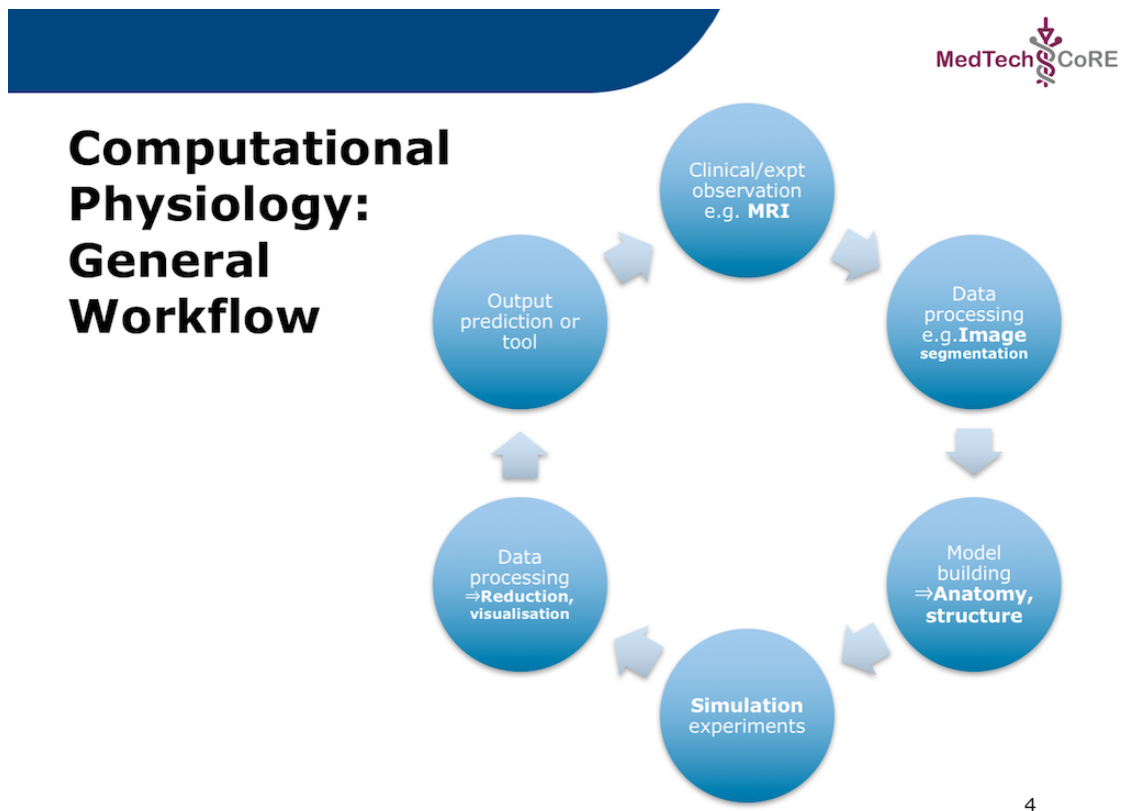 MedTech CoRE
Computational
Physiology:
General
Workflow
Clinical/expt
observation
e.g. MRI
Data
processing
e.g.Image
segmentation
Model
building
⇒Anatomy,
structure
Simulation
experiments
Data
processing
⇒Reduction,
visualisation
Output
prediction or
tool
4